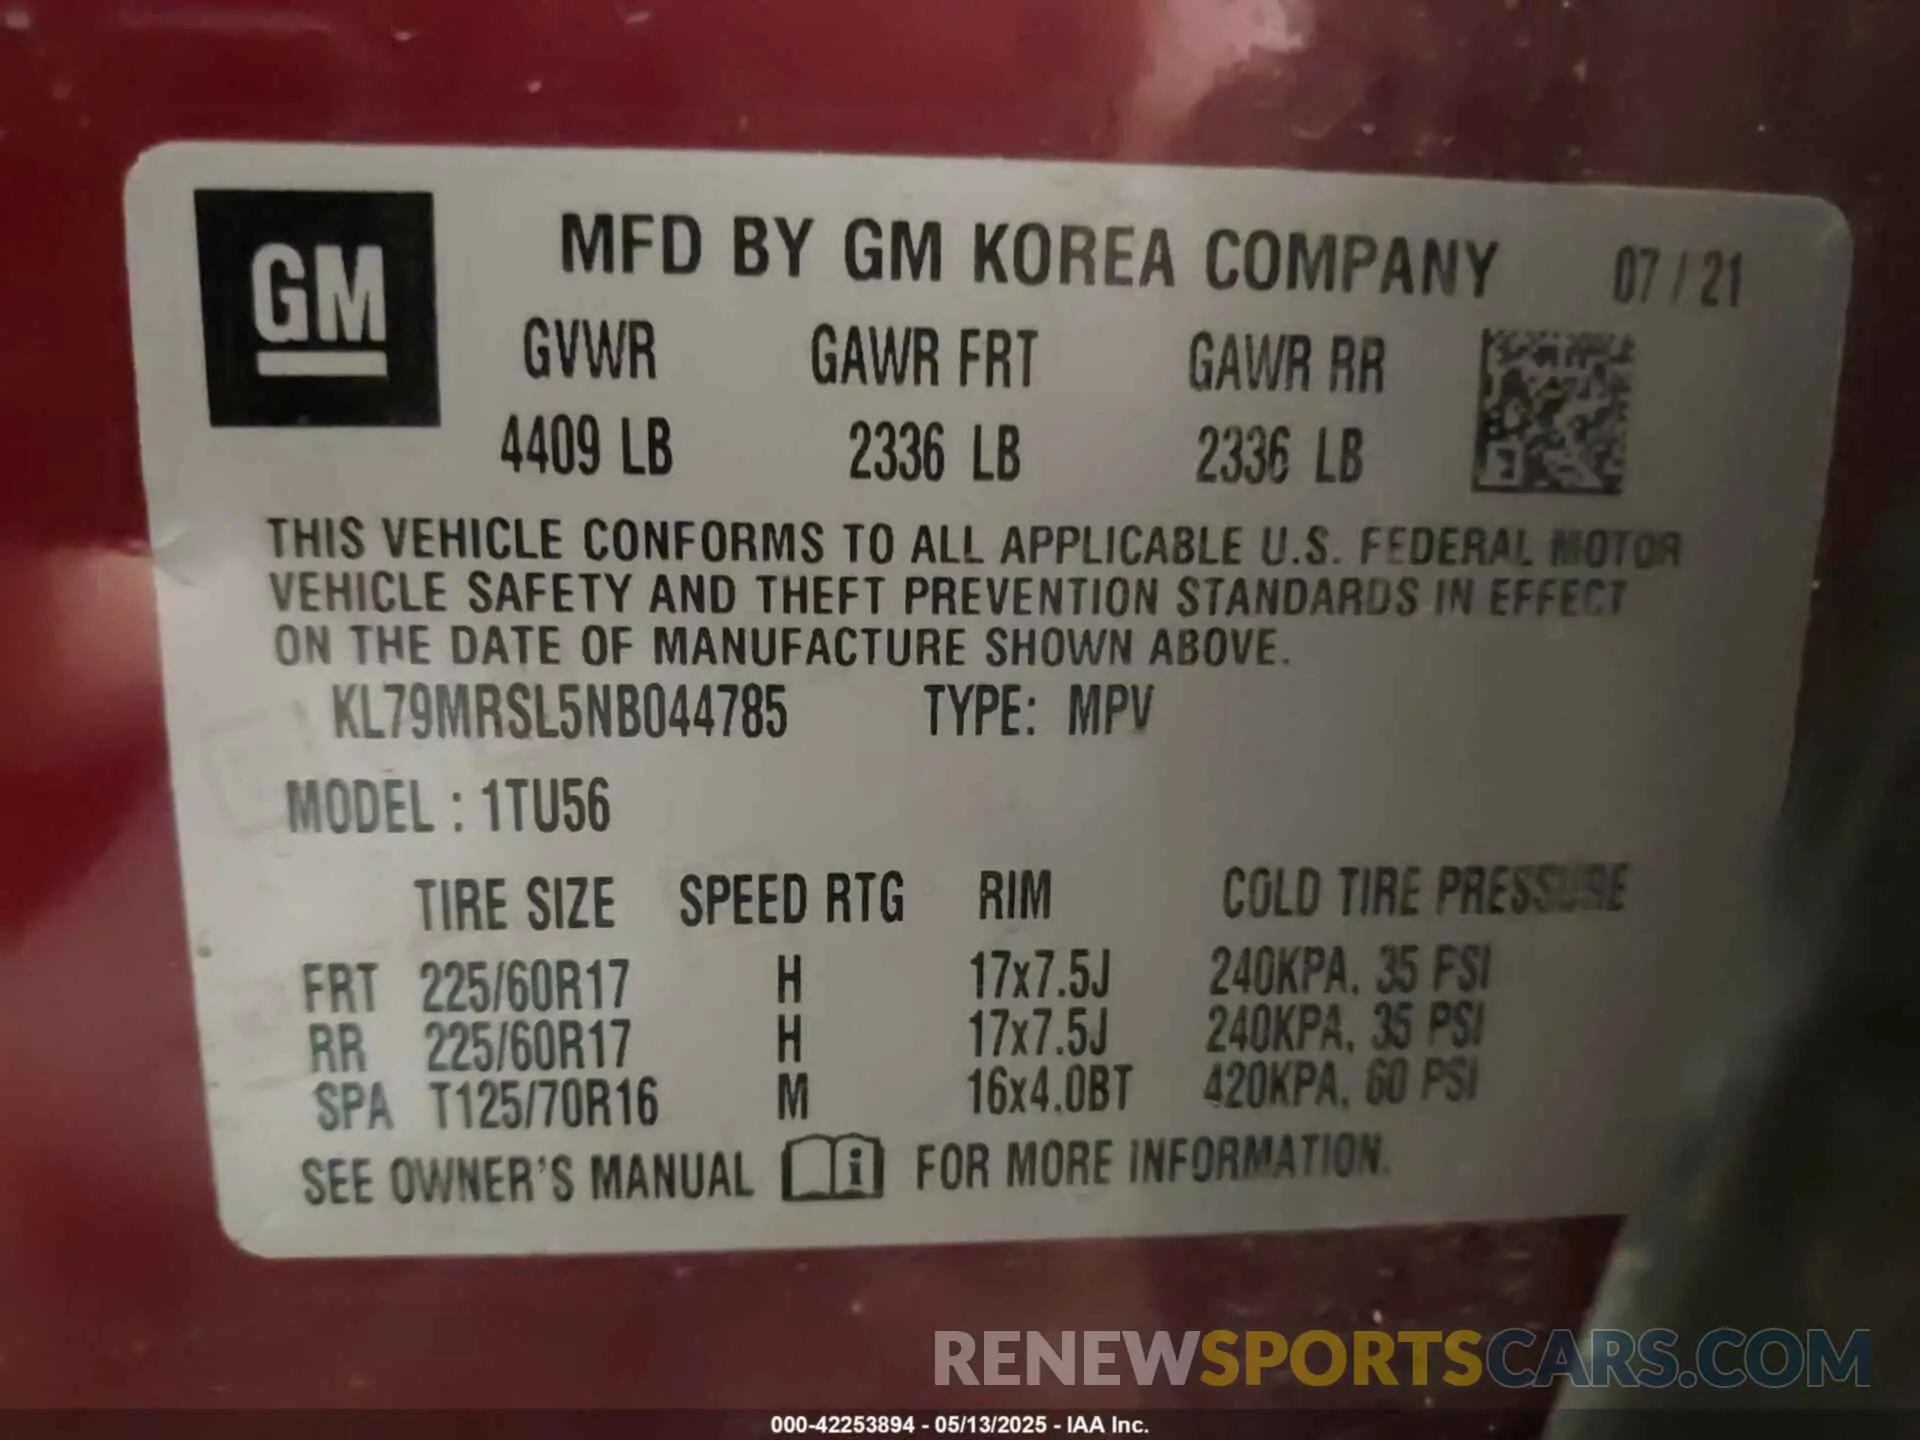 GM
MFD BY GM KOREA COMPANY 07 / 21
GVWR GAWR FRT GAWR RR
4409 LB 2336 LB 2336 LB
THIS VEHICLE CONFORMS TO ALL APPLICABLE U.S. FEDERAL MOTOR
VEHICLE SAFETY AND THEFT PREVENTION STANDARDS IN EFFECT
ON THE DATE OF MANUFACTURE SHOWN ABOVE.
KL79MRSL5NB044785 TYPE: MPV
MODEL : 1TU56
TIRE SIZE SPEED RTG RIM COLD TIRE PRESSURE
FRT 225/60R17 H 17x7.5J 240KPA, 35 PSI
RR 225/60R17 H 17x7.5J 240KPA, 35 PSI
SPA T125/70R16 M 16x4.0BT 420KPA, 60 PSI
SEE OWNER'S MANUAL i FOR MORE INFORMATION.
RENEWSPORTSCARS.COM
000-42253894 - 05/13/2025 - IAA Inc.